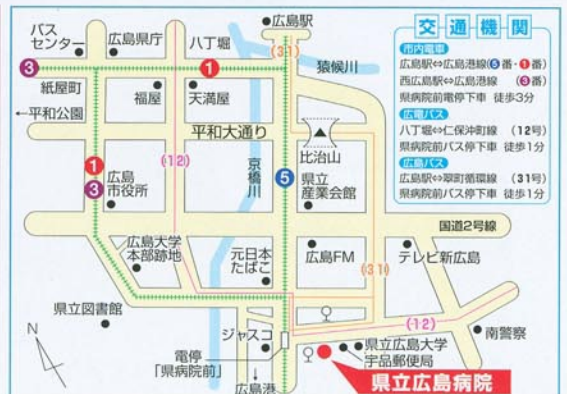 交通機関
市内電車
広島駅⇔広島港線(5番・1番)
西広島駅⇔広島港線 (3番)
県病院前電停下車 徒歩3分
広電バス
八丁堀⇔仁保沖町線 (12号)
県病院前バス停下車 徒歩1分
広島バス
広島駅⇔翠町循環線 (31号)
県病院前バス停下車 徒歩1分
広島駅
バス
センター
広島県庁
八丁堀
(31)
猿候川
3
1
紙屋町
福屋
天満屋
←平和公園
平和大通り
比治山
(12)
京橋川
1
3
広島
市役所
5
県立
産業会館
国道2号線
広島大学
本部跡地
元日本
たばこ
広島FM
テレビ新広島
(31)
県立図書館
(12)
N
ジャスコ
南警察
県立広島大学
宇品郵便局
電停
「県病院前」
↓
広島港
県立広島病院